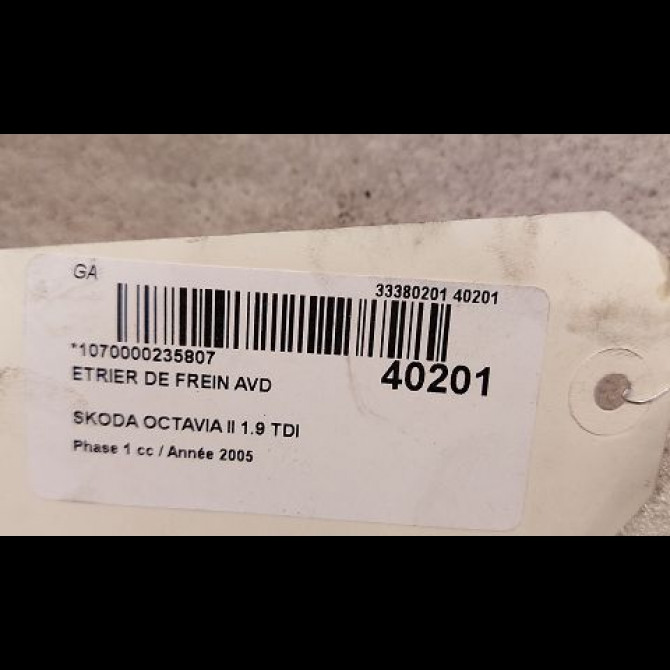 GA
33380201 40201
*1070000235807
40201
ETRIER DE FREIN AVD
SKODA OCTAVIA II 1.9 TDI
Phase 1 cc / Année 2005